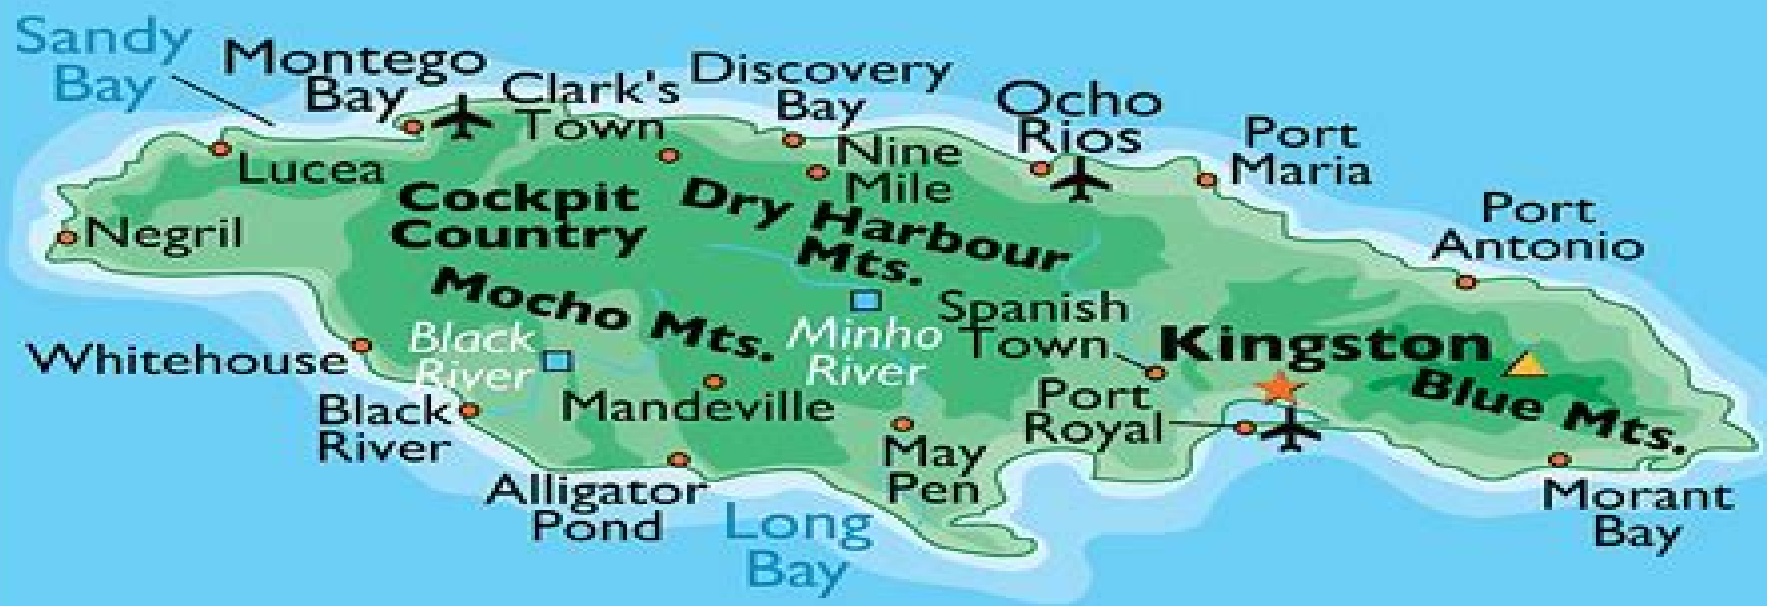 Sandy
Bay
Montego
Bay
Clark's
Town
Discovery
Bay
Ocho
Rios
Port
Maria
Nine
Mile
Lucea
Cockpit
Country
Dry Harbour
Mts.
Port
Antonio
Negril
Mocho Mts.
Spanish
Town
Kingston
Black
River
Minho
River
Whitehouse
Mandeville
Port
Royal
Blue Mts.
Black
River
May
Pen
Alligator
Pond
Long
Bay
Morant
Bay